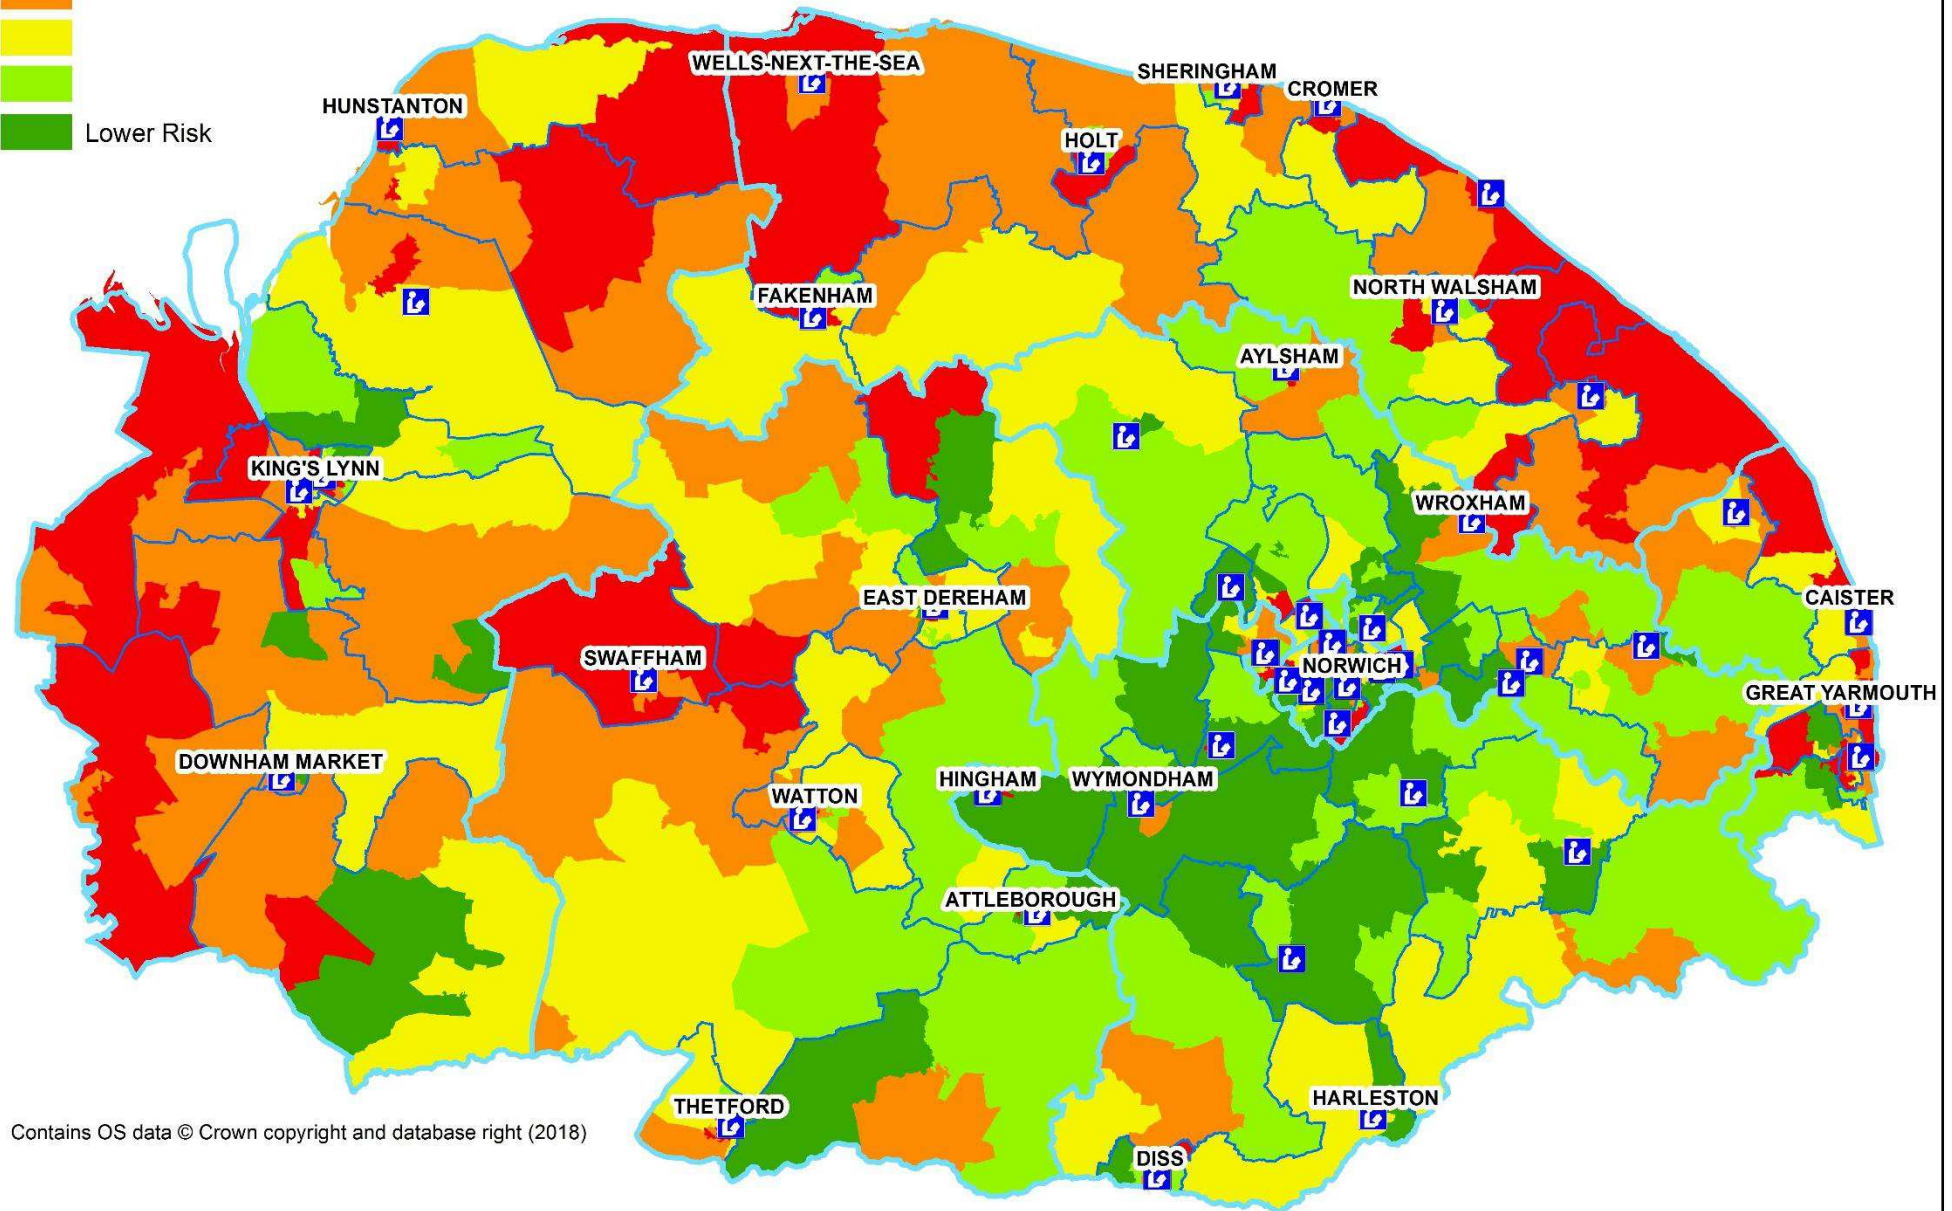 WELLS-NEXT-THE-SEA
SHERINGHAM
CROMER
HUNSTANTON
Lower Risk
HOLT
NORTH WALSHAM
FAKENHAM
AYLSHAM
KING'S LYNN
WROXHAM
EAST DEREHAM
CAISTER
SWAFFHAM
NORWICH
GREAT YARMOUTH
DOWNHAM MARKET
HINGHAM
WYMONDHAM
WATTON
ATTLEBOROUGH
HARLESTON
THETFORD
Contains OS data © Crown copyright and database right (2018)
DISS